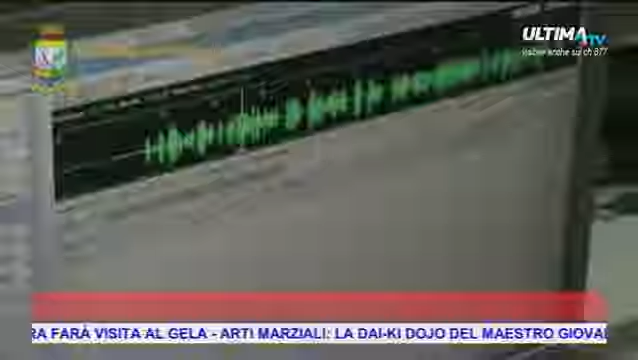 ULTIMA TV
visibile anche sul ch 877
RA FARÀ VISITA AL GELA - ARTI MARZIALI: LA DAI-KI DOJO DEL MAESTRO GIOVA